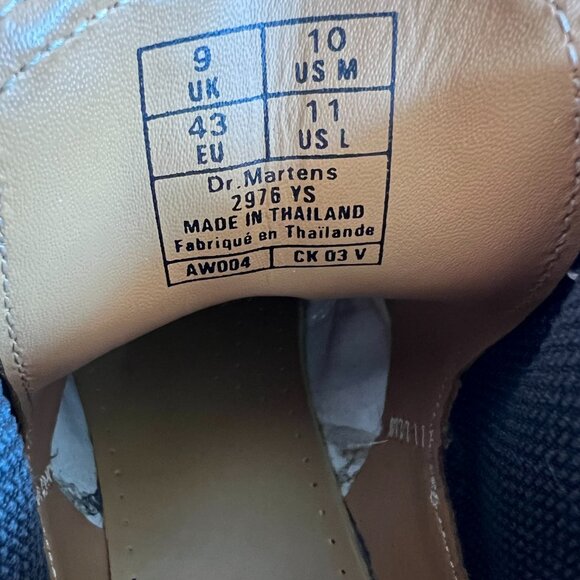 9 10
UK US M
43 11
EU US L
Dr.Martens
2976 YS
MADE IN THAILAND
Fabriqué en Thaïlande
AW004 CK 03 V